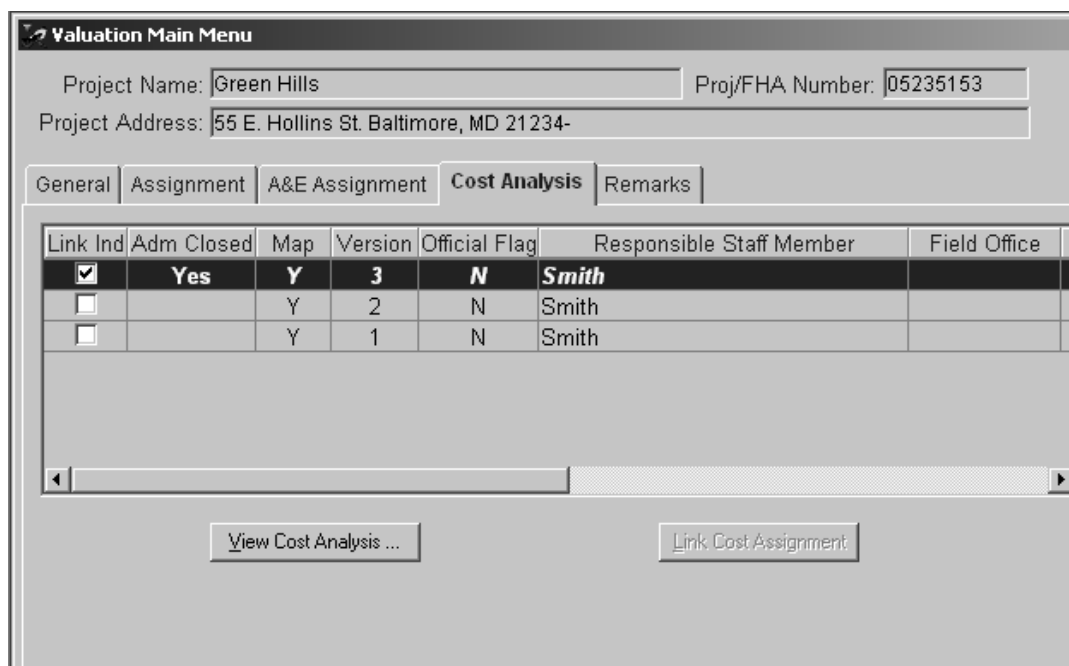 Valuation Main Menu
Project Name: Green Hills Proj/FHA Number: 05235153
Project Address: 55 E. Hollins St. Baltimore, MD 21234-
General Assignment A&E Assignment Cost Analysis Remarks
Link Ind Adm Closed Map Version Official Flag Responsible Staff Member Field Office
Yes Y 3 N Smith
Y 2 N Smith
Y 1 N Smith
View Cost Analysis ... Link Cost Assignment